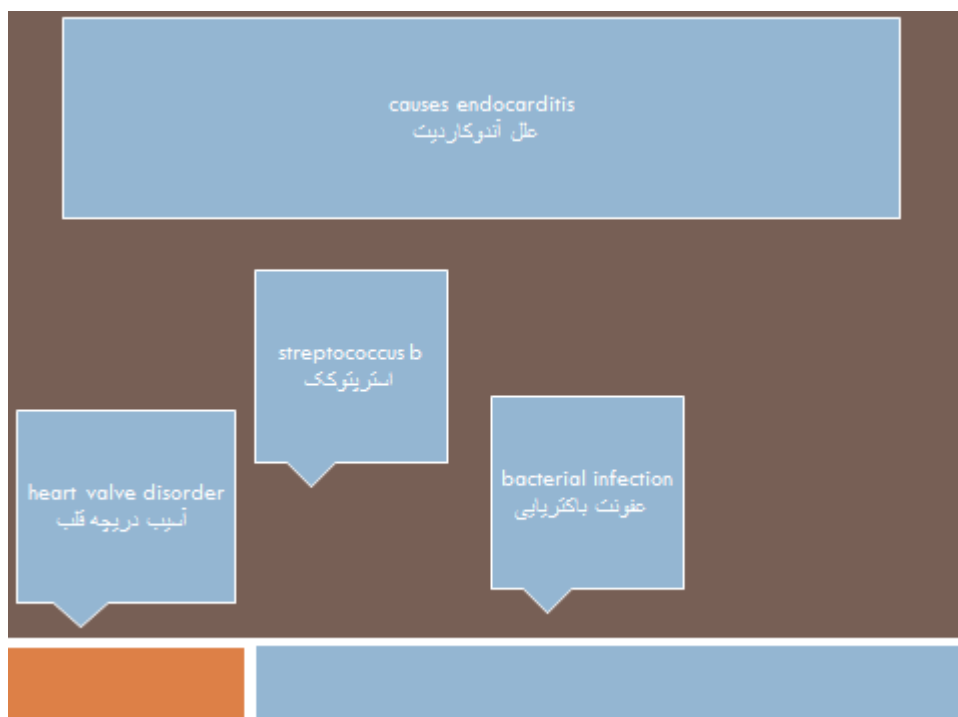 causes endocarditis
علل آندوکاردیت
streptococcus b
استرپتوکک
heart valve disorder
آسیب دریچه قلب
bacterial infection
عفونت باکتریایی